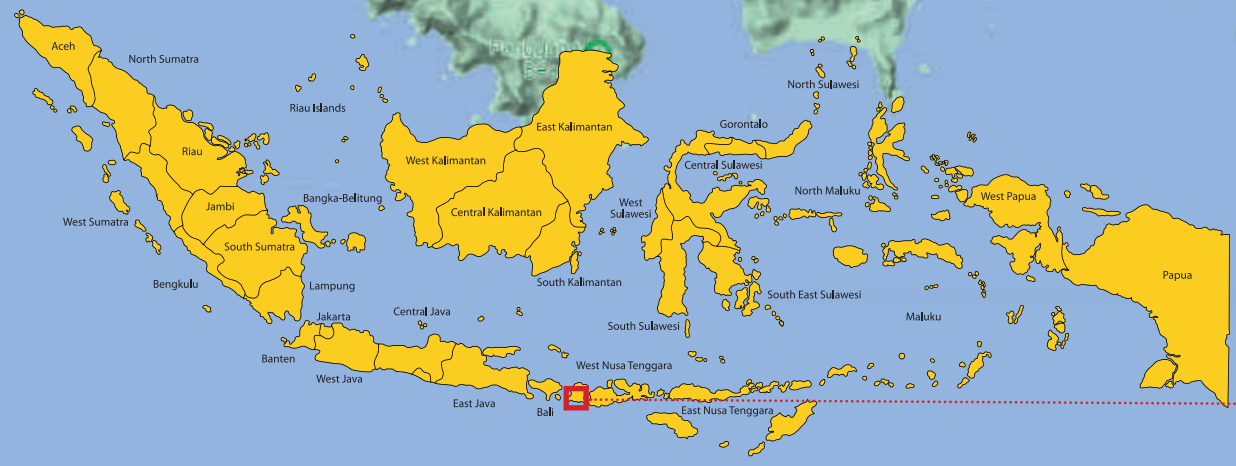 Aceh
North Sumatra
Riau Islands
Riau
Jambi
Bangka-Belitung
West Sumatra
South Sumatra
Bengkulu
Lampung
Jakarta
Central Java
Banten
West Java
East Java
Bali
West Kalimantan
East Kalimantan
Central Kalimantan
South Kalimantan
North Sulawesi
Gorontalo
Central Sulawesi
West
Sulawesi
North Maluku
West Papua
Papua
South East Sulawesi
South Sulawesi
Maluku
West Nusa Tenggara
East Nusa Tenggara